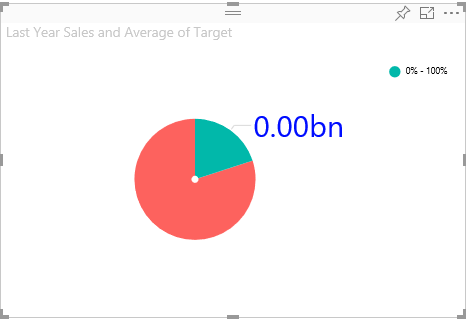 Last Year Sales and Average of Target
0% - 100%
0.00bn